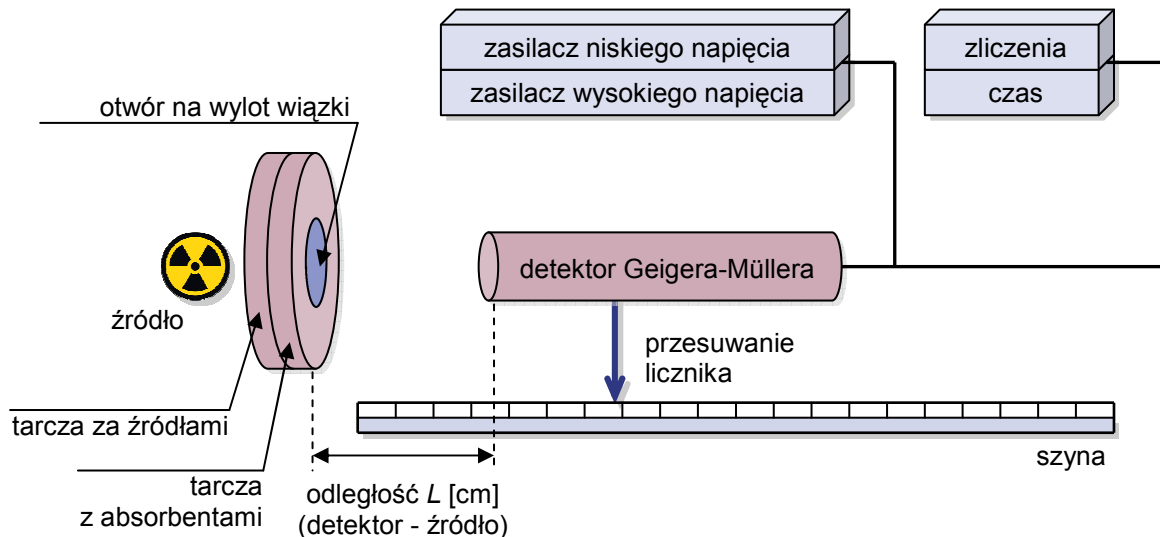 zasilacz niskiego napięcia
zasilacz wysokiego napięcia
zliczenia
czas
otwór na wylot wiązki
detektor Geigera-Müllera
źródło
przesuwanie
licznika
tarcza za źródłami
szyna
tarcza
z absorbentami
odległość L [cm]
(detektor - źródło)